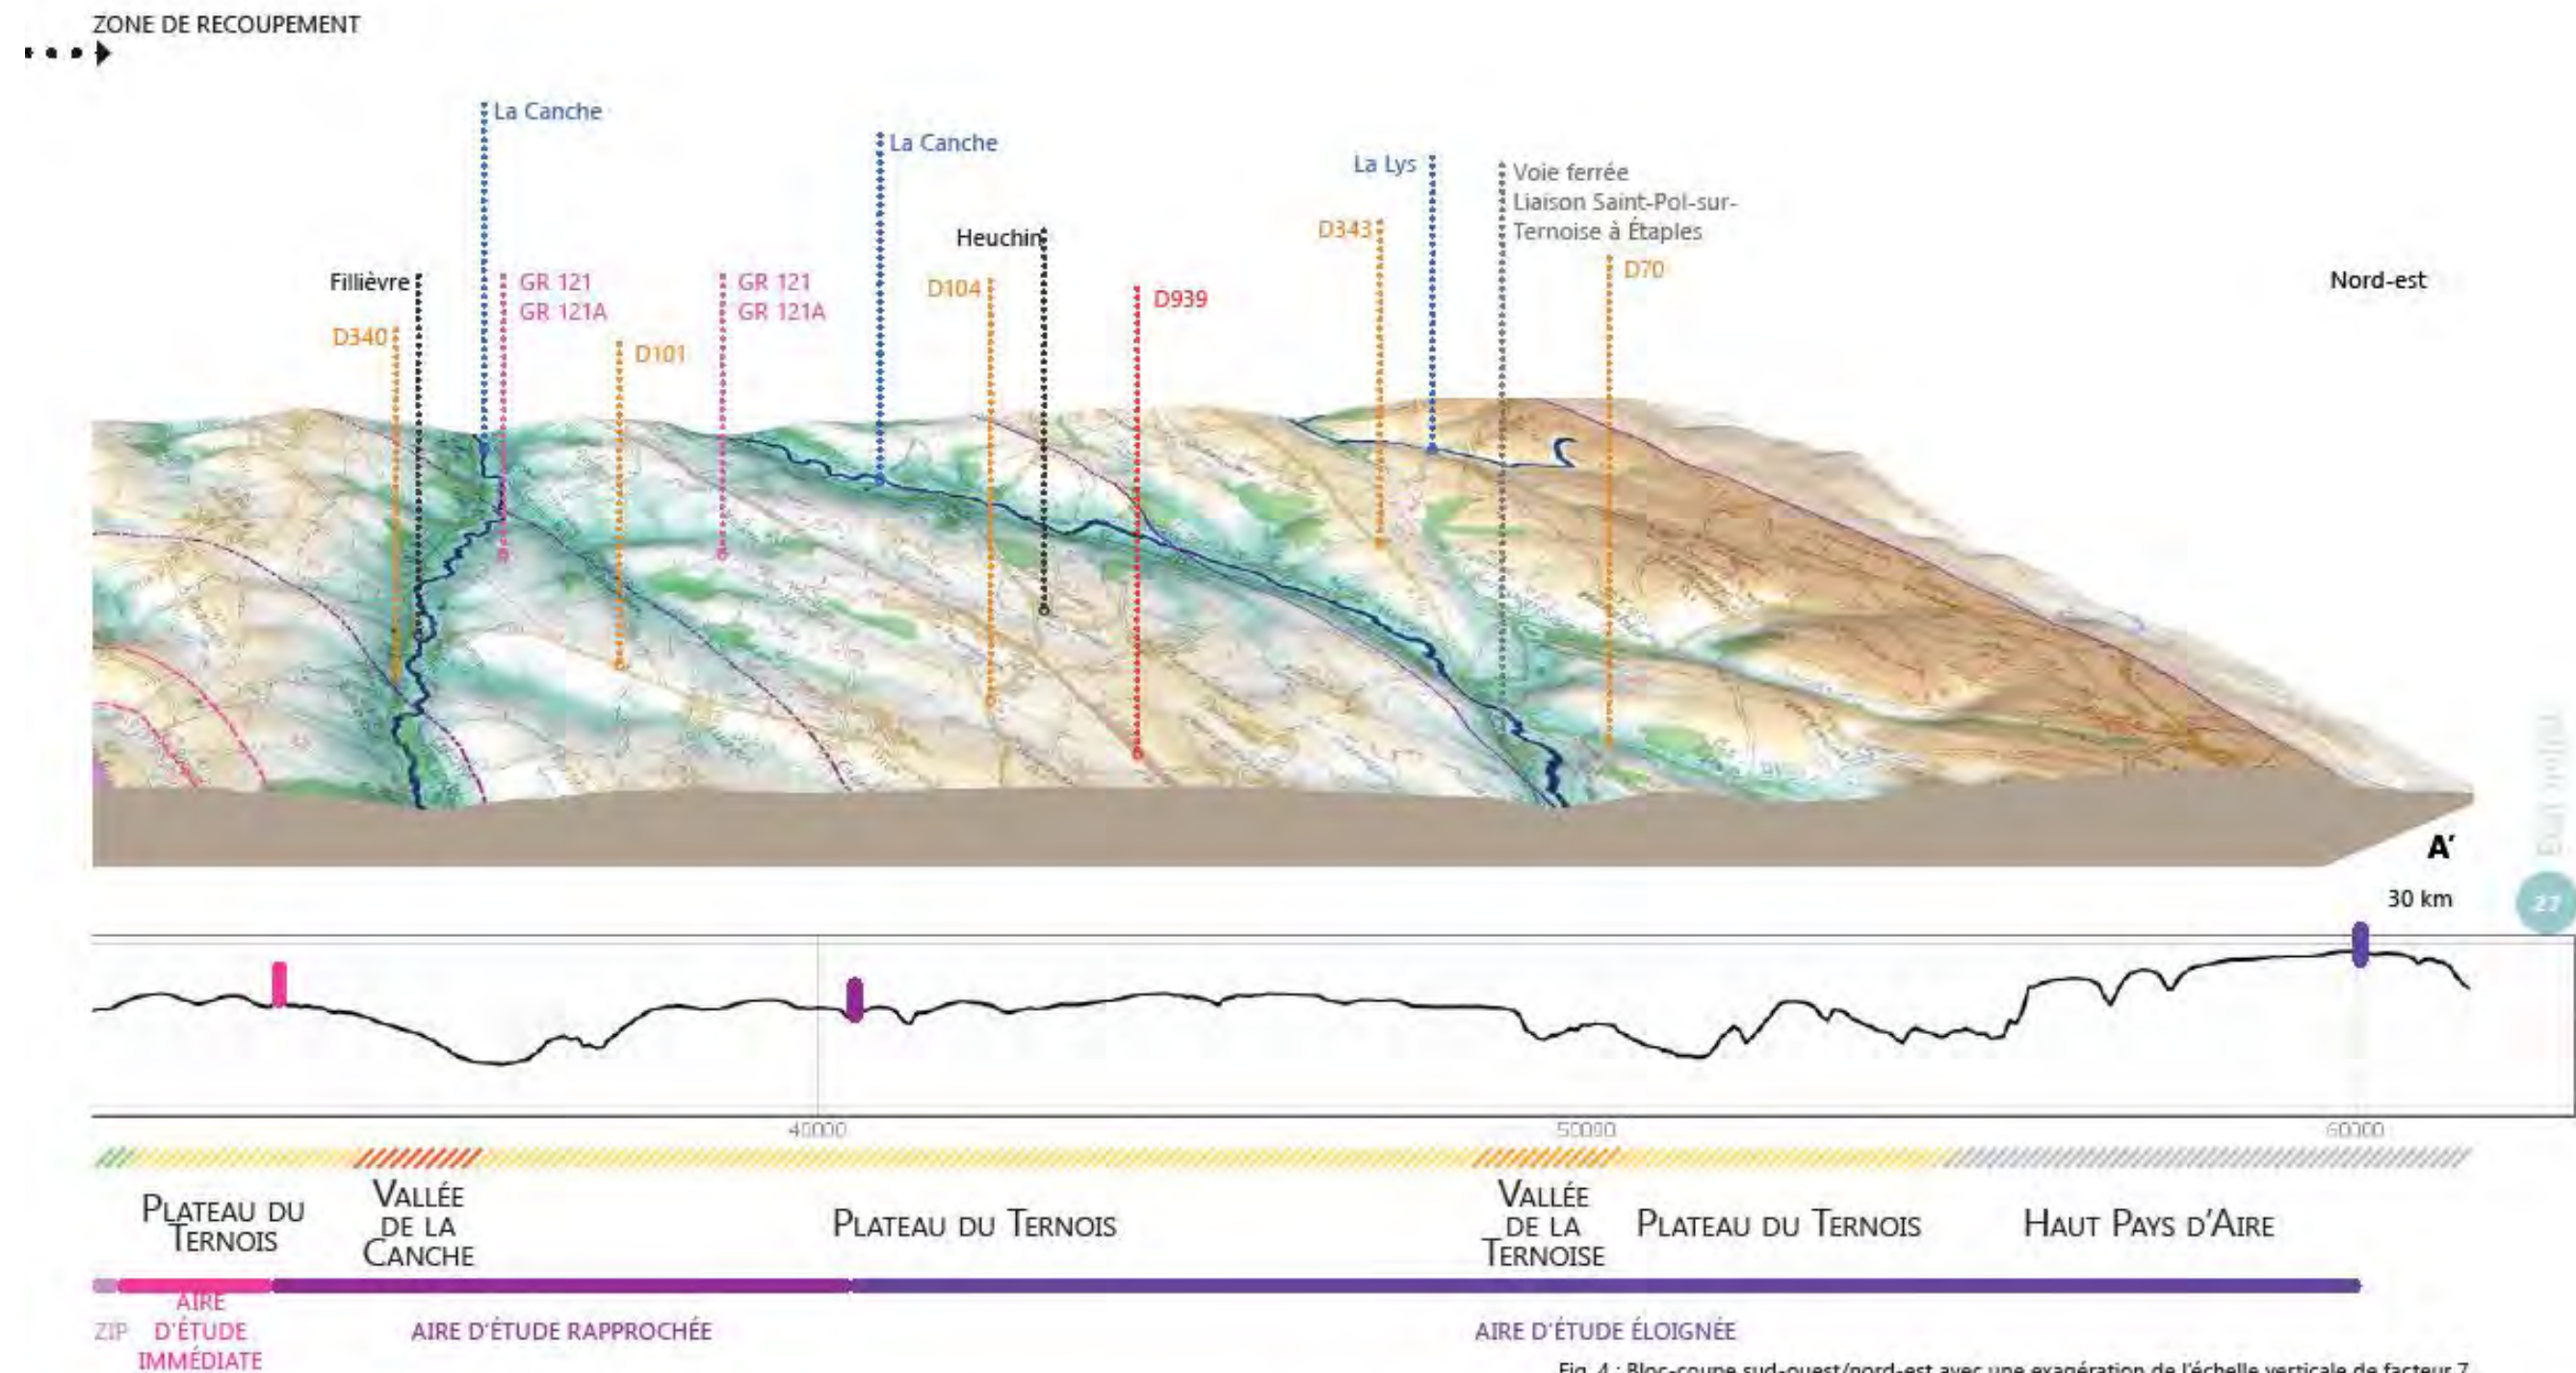 ZONE DE RECOUPEMENT
La Canche
La Canche
La Lys
Voie ferrée
Liaison Saint-Pol-sur-
Ternoise à Étaples
D343
Heuchin
D70
Nord-est
Fillièvre
GR 121
GR 121A
GR 121
GR 121A
D104
D939
D340
D101
A'
30 km
27
40000
50000
60000
PLATEAU DU
TERNOIS
VALLÉE
DE LA
CANCHE
PLATEAU DU TERNOIS
VALLÉE
DE LA
TERNOISE
PLATEAU DU TERNOIS
HAUT PAYS D'AIRE
ZIP
AIRE
D'ÉTUDE
IMMÉDIATE
AIRE D'ÉTUDE RAPPROCHÉE
AIRE D'ÉTUDE ÉLOIGNÉE
Fig. 4 : Bloc-coupe sud-ouest/nord-est avec une exagération de l'échelle verticale de facteur 7